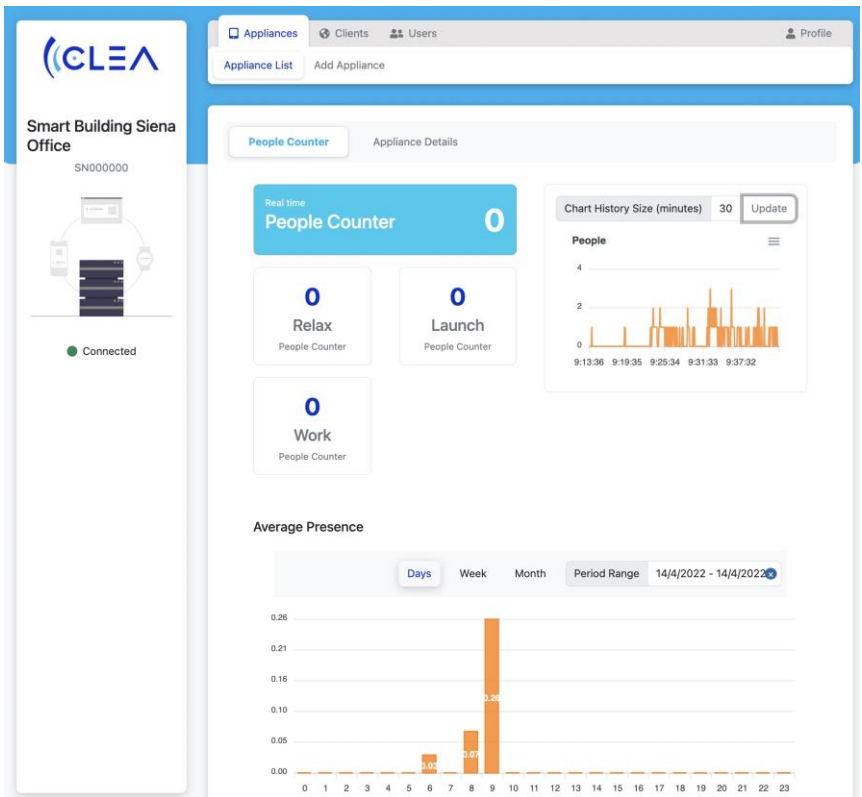 CLEA
Smart Building Siena
Office
SN000000
Connected
Appliances Clients Users Profile
Appliance List Add Appliance
People Counter Appliance Details
Real time
People Counter 0
0
Relax
People Counter
0
Launch
People Counter
0
Work
People Counter
Chart History Size (minutes) 30 Update
People
4
2
0
9:13:36 9:19:35 9:25:34 9:31:33 9:37:32
Average Presence
Days Week Month Period Range 14/4/2022 - 14/4/2022
0.26
0.21
0.16
0.10
0.05
0.00
0.03 0.07 0.26
0 1 2 3 4 5 6 7 8 9 10 11 12 13 14 15 16 17 18 19 20 21 22 23